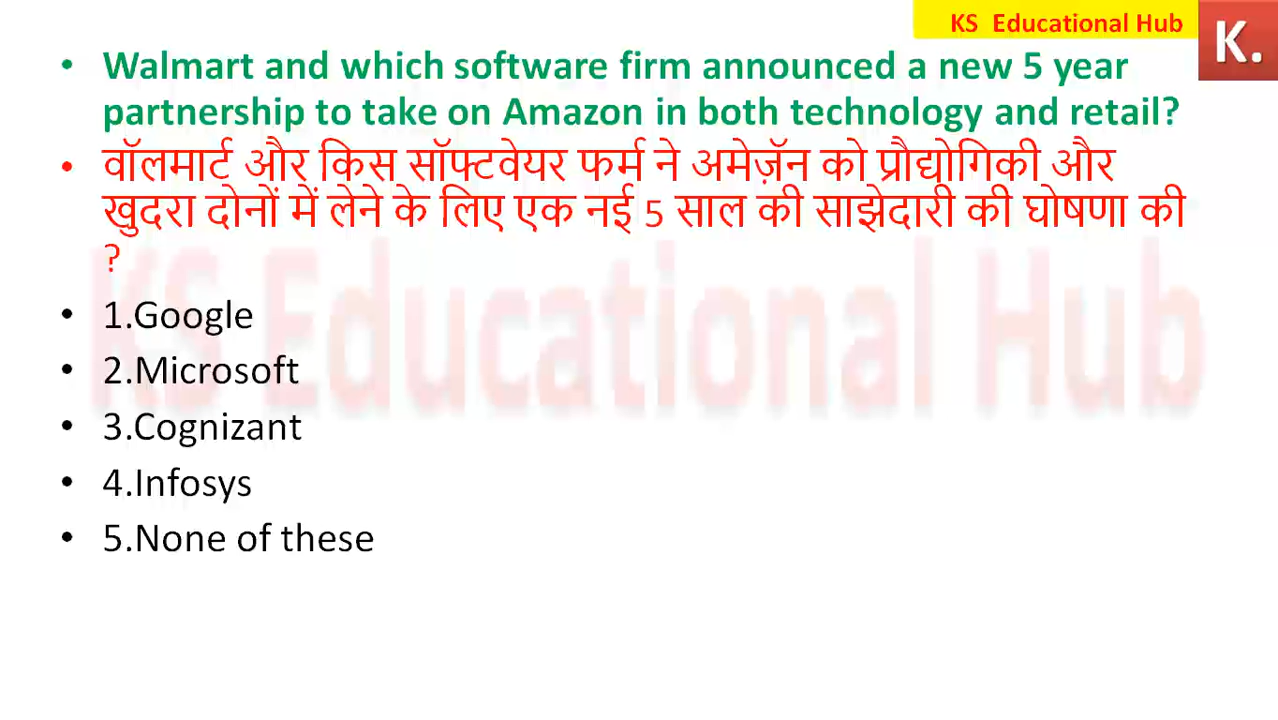 KS Educational Hub
K.
• Walmart and which software firm announced a new 5 year
partnership to take on Amazon in both technology and retail?
• वॉलमार्ट और किस सॉफ्टवेयर फर्म ने अमेज़ॅन को प्रौद्योगिकी और
खुदरा दोनों में लेने के लिए एक नई 5 साल की साझेदारी की घोषणा की
?
• 1.Google
• 2.Microsoft
• 3.Cognizant
• 4.Infosys
• 5.None of these
KS Educational Hub